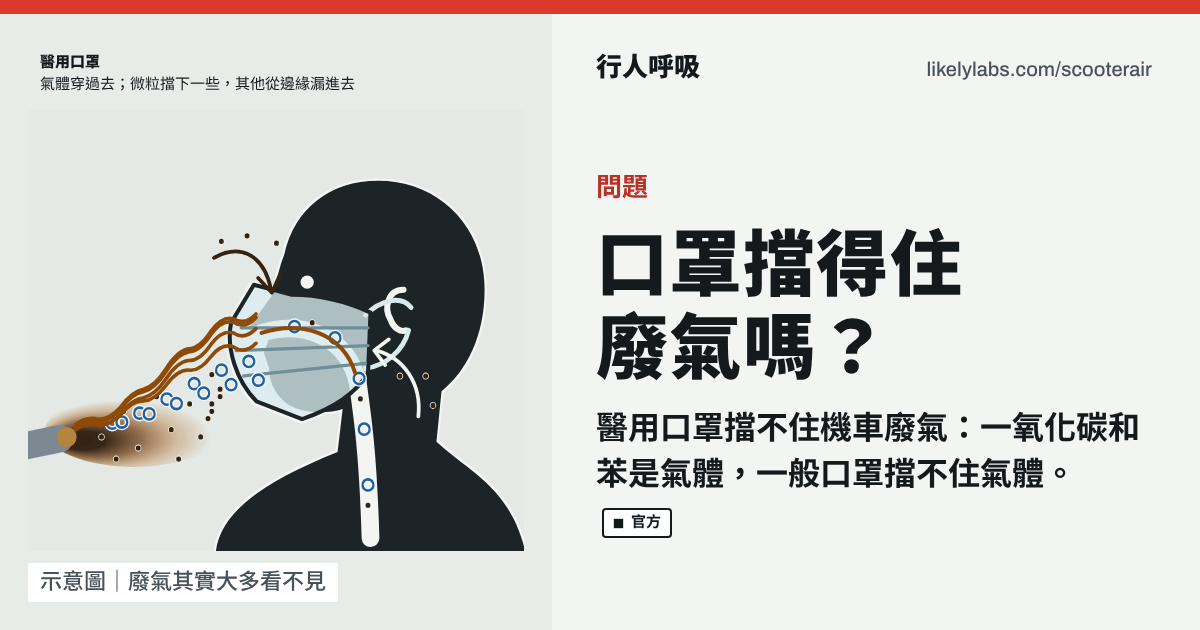 醫用口罩
氣體穿過去；微粒擋下一些，其他從邊緣漏進去
示意圖｜廢氣其實大多看不見
行人呼吸
likelylabs.com/scooterair
問題
口罩擋得住
廢氣嗎？
醫用口罩擋不住機車廢氣：一氧化碳和
苯是氣體，一般口罩擋不住氣體。
■ 官方